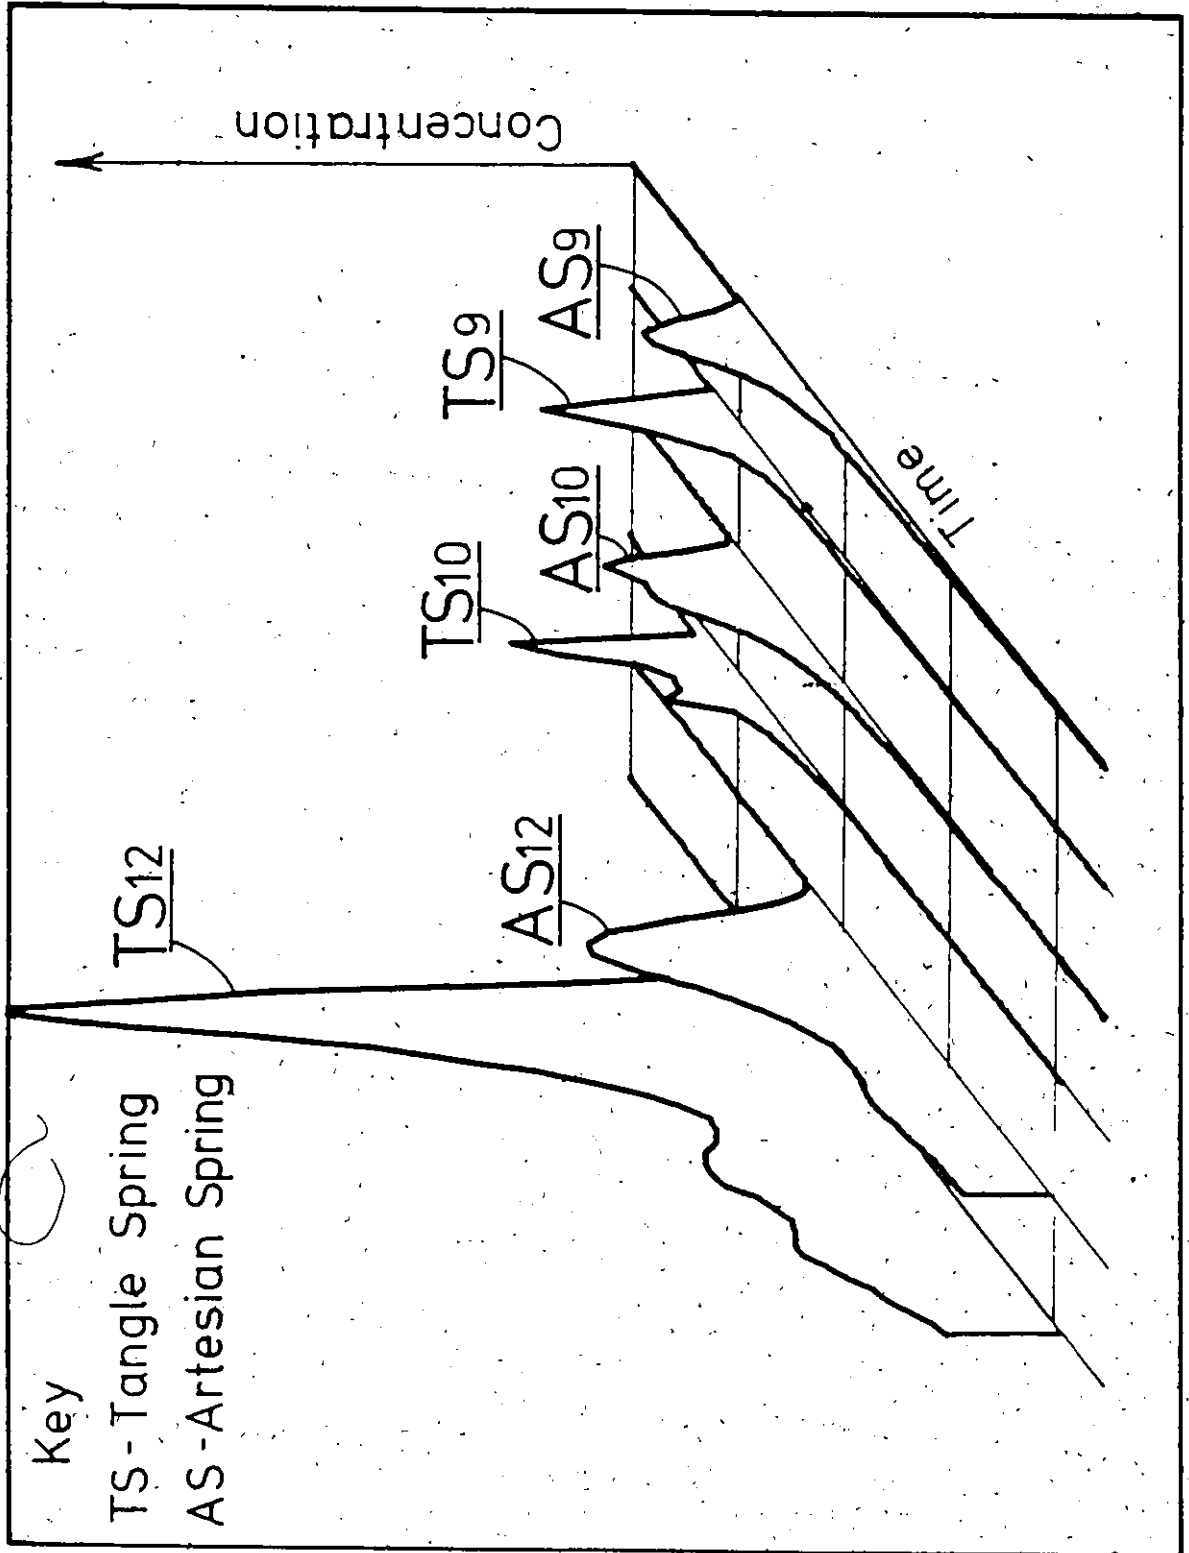 Key
TS - Tangle Spring
AS - Artesian Spring
TS12
AS12
TS10
AS10
TS9
AS9
Concentration
Time